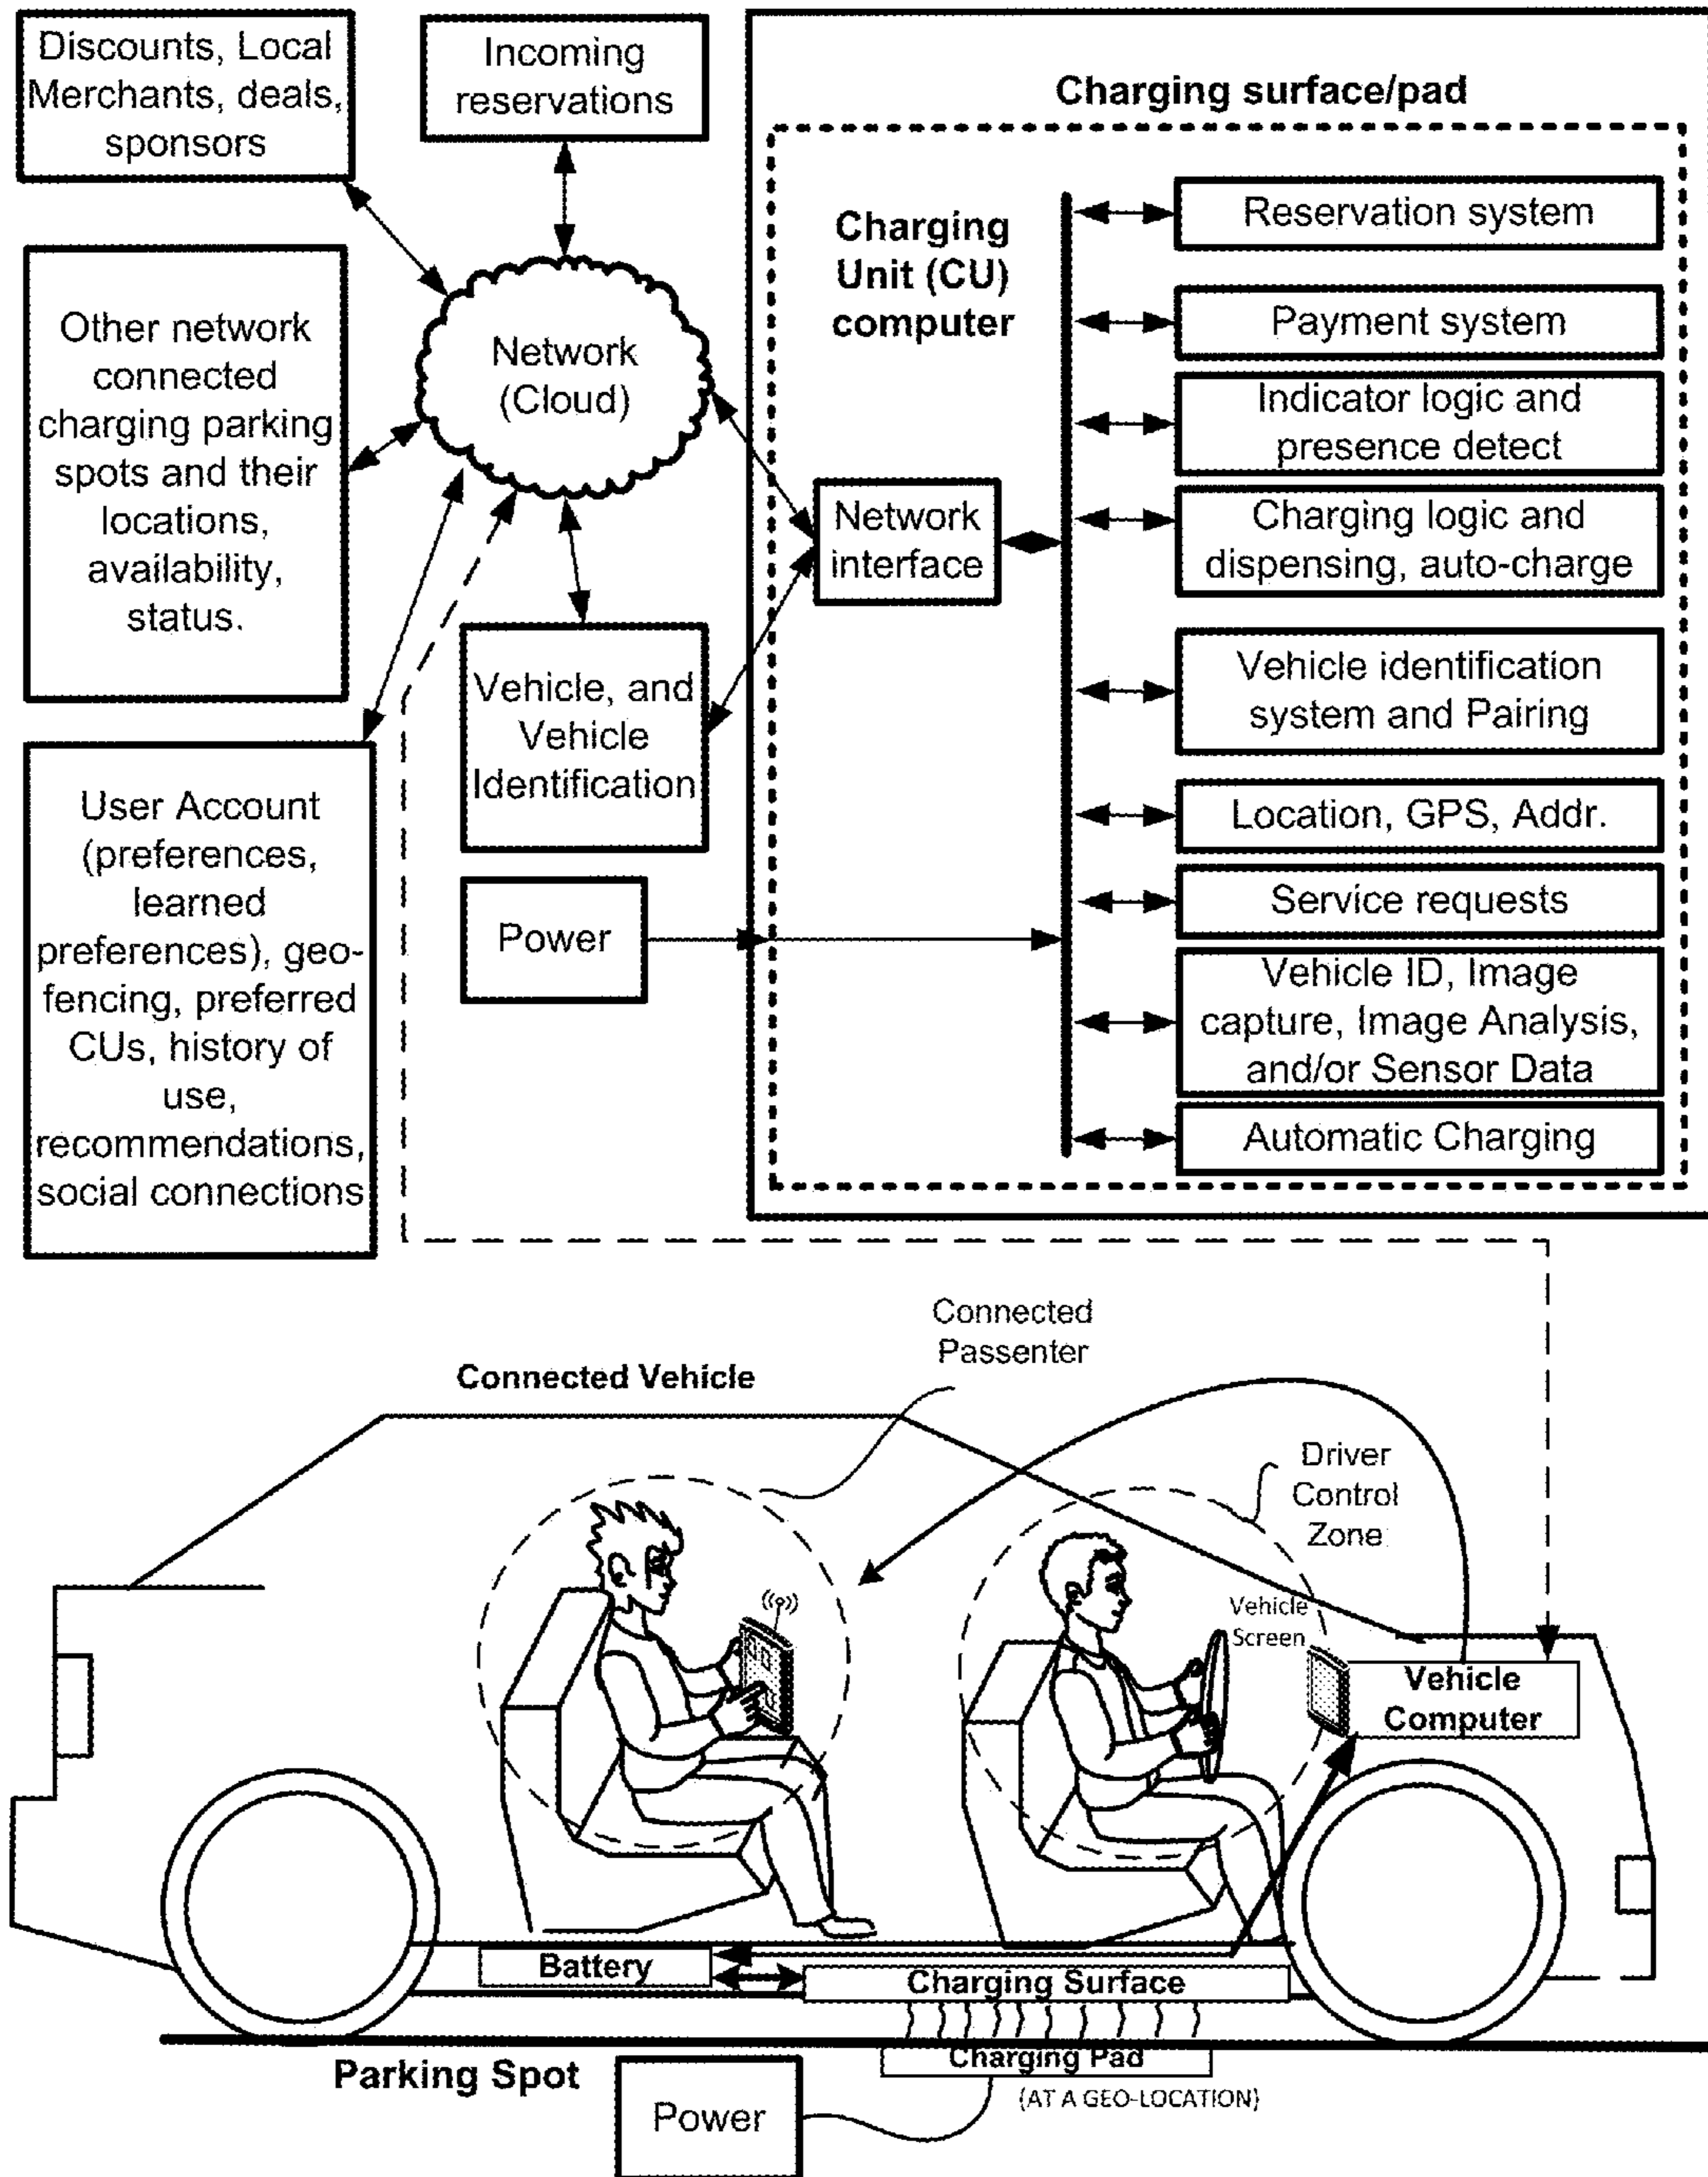 Discounts, Local
Merchants, deals,
sponsors
Incoming
reservations
Charging surface/pad
Charging
Unit (CU)
computer
Reservation system
Payment system
Indicator logic and
presence detect
Charging logic and
dispensing, auto-charge
Vehicle identification
system and Pairing
Location, GPS, Addr.
Service requests
Vehicle ID, Image
capture, Image Analysis,
and/or Sensor Data
Automatic Charging
Network
(Cloud)
Network
interface
Other network
connected
charging parking
spots and their
locations,
availability,
status.
Vehicle, and
Vehicle
Identification
Power
User Account
(preferences,
learned
preferences), geo-
fencing, preferred
CUs, history of
use,
recommendations,
social connections
Connected
Passenter
Connected Vehicle
Driver
Control
Zone
Vehicle
Screen
Vehicle
Computer
Battery
Charging Surface
Charging Pad
(AT A GEO-LOCATION)
Parking Spot
Power